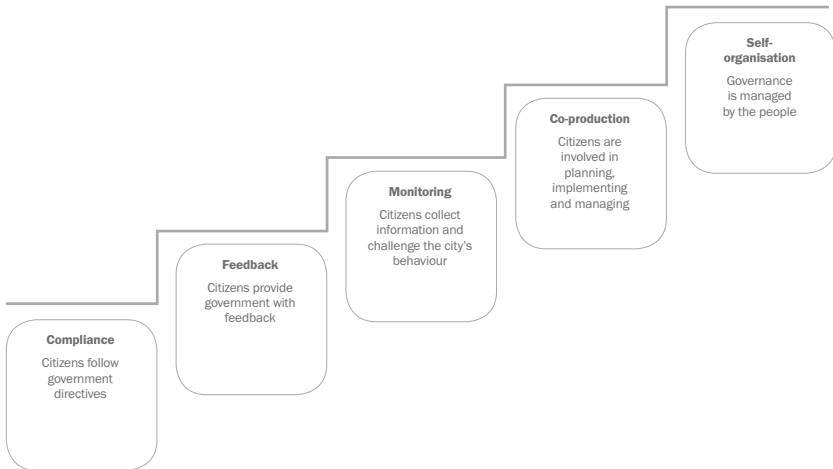 Compliance
Citizens follow
government
directives
Feedback
Citizens provide
government with
feedback
Monitoring
Citizens collect
information and
challenge the city's
behaviour
Co-production
Citizens are
involved in
planning,
implementing
and managing
Self-
organisation
Governance
is managed
by the people